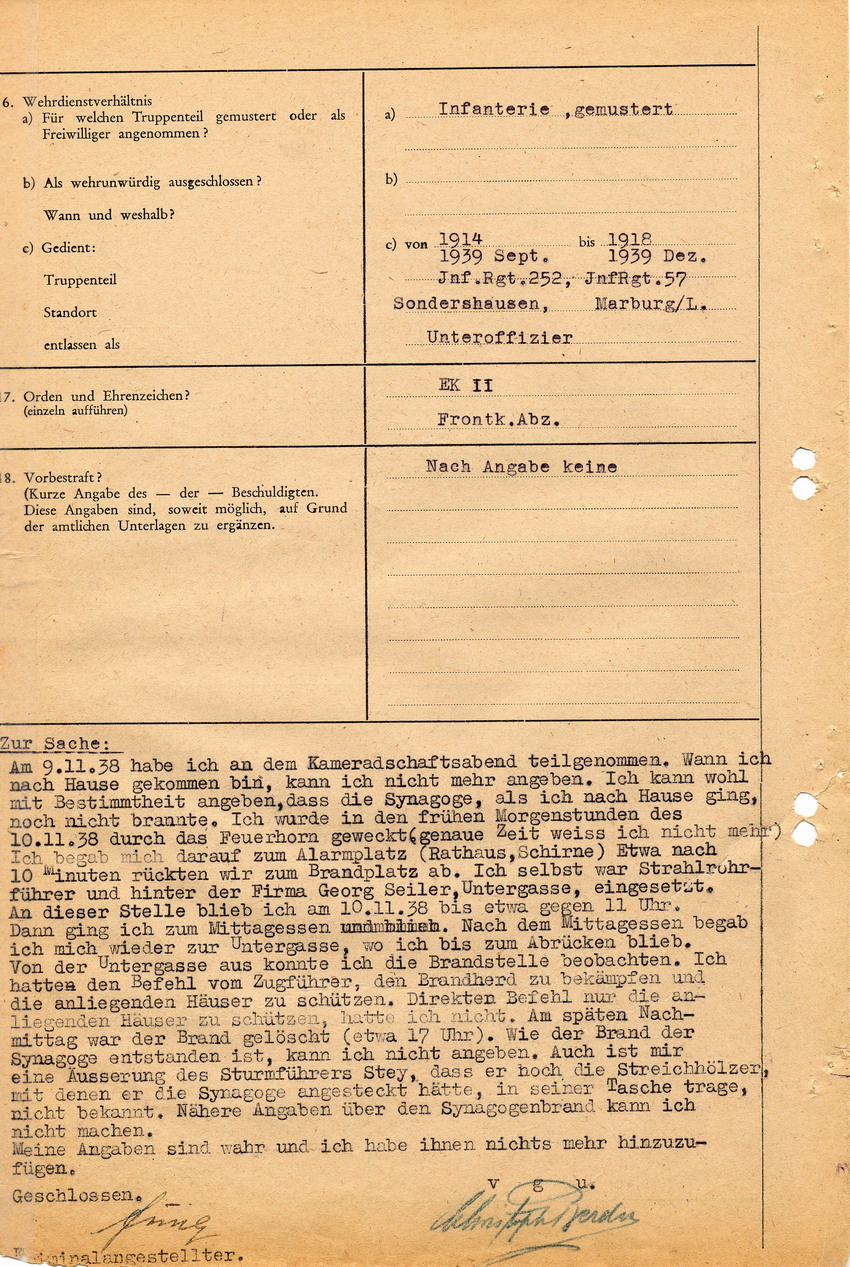 6. Wehrdienstverhältnis
a) Für welchen Truppenteil gemustert oder als
Freiwilliger angenommen?
a) Infanterie ,gemustert
b) Als wehrunwürdig ausgeschlossen?
b)
Wann und weshalb?
c) Gedient:
c) von 1914 bis 1918
1939 Sept. 1939 Dez.
Truppenteil
Jnf.Rgt.252, JnfRgt.57
Standort
Sondershausen, Marburg/L.
entlassen als
Unteroffizier
7. Orden und Ehrenzeichen?
(einzeln aufführen)
EK II
Frontk.Abz.
8. Vorbestraft?
(Kurze Angabe des — der — Beschuldigten.
Diese Angaben sind, soweit möglich, auf Grund
der amtlichen Unterlagen zu ergänzen.
Nach Angabe keine
Zur Sache:
Am 9.11.38 habe ich an dem Kameradschaftsabend teilgenommen. Wann ich
nach Hause gekommen bin, kann ich nicht mehr angeben. Ich kann wohl
mit Bestimmtheit angeben,dass die Synagoge, als ich nach Hause ging,
noch nicht brannte. Ich wurde in den frühen Morgenstunden des
10.11.38 durch das Feuerhorn geweckt(genaue Zeit weiss ich nicht mehr)
Ich begab mich darauf zum Alarmplatz (Rathaus,Schirne) Etwa nach
10 Minuten rückten wir zum Brandplatz ab. Ich selbst war Strahlrohr-
führer und hinter der Firma Georg Seiler,Untergasse, eingesetzt.
An dieser Stelle blieb ich am 10.11.38 bis etwa gegen 11 Uhr.
Dann ging ich zum Mittagessen. Nach dem Mittagessen begab
ich mich wieder zur Untergasse, wo ich bis zum Abrücken blieb.
Von der Untergasse aus konnte ich die Brandstelle beobachten. Ich
hatten den Befehl vom Zugführer, den Brandherd zu bekämpfen und
die anliegenden Häuser zu schützen. Direkten Befehl nur die an-
liegenden Häuser zu schützen, hatte ich nicht. Am späten Nach-
mittag war der Brand gelöscht (etwa 17 Uhr). Wie der Brand der
Synagoge entstanden ist, kann ich nicht angeben. Auch ist mir
eine Äusserung des Sturmführers Stey, dass er noch die Streichhölzer,
mit denen er die Synagoge angesteckt hätte, in seiner Tasche trage,
nicht bekannt. Nähere Angaben über den Synagogenbrand kann ich
nicht machen.
Meine Angaben sind wahr und ich habe ihnen nichts mehr hinzuzu-
fügen.
v g u.
Geschlossen.
Christoph
Kriminalangestellter.